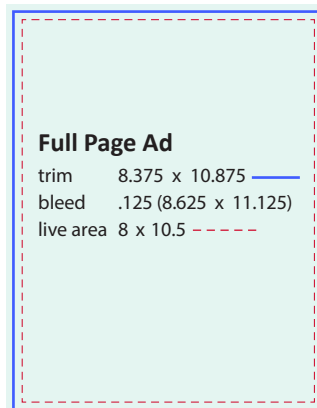 Full Page Ad
trim 8.375 x 10.875
bleed .125 (8.625 x 11.125)
live area 8 x 10.5